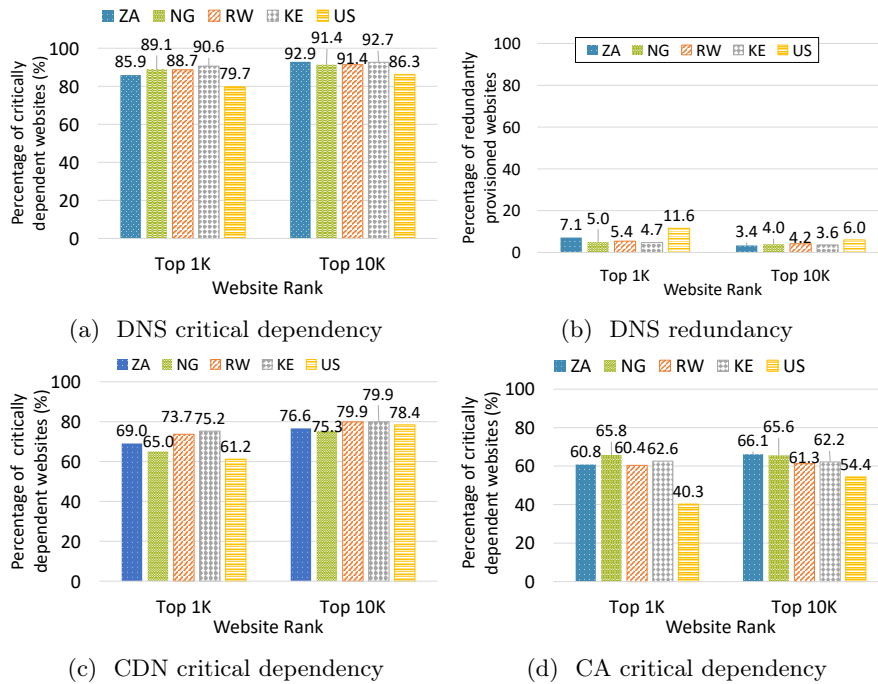 ZA NG RW KE US
Percentage of critically dependent websites (%)
100
80
60
40
20
0
85.9 89.1 88.7 90.6 79.7
92.9 91.4 91.4 92.7 86.3
Top 1K Top 10K
Website Rank
(a) DNS critical dependency
ZA NG RW KE US
Percentage of redundantly provisioned websites
100
80
60
40
20
0
7.1 5.0 5.4 4.7 11.6
3.4 4.0 4.2 3.6 6.0
Top 1K Top 10K
Website Rank
(b) DNS redundancy
ZA NG RW KE US
Percentage of critically dependent websites (%)
100
80
60
40
20
0
69.0 65.0 73.7 75.2 61.2
76.6 75.3 79.9 79.9 78.4
Top 1K Top 10K
Website Rank
(c) CDN critical dependency
ZA NG RW KE US
Percentage of critically dependent websites (%)
100
80
60
40
20
0
60.8 65.8 60.4 62.6 40.3
66.1 65.6 61.3 62.2 54.4
Top 1K Top 10K
Website Rank
(d) CA critical dependency